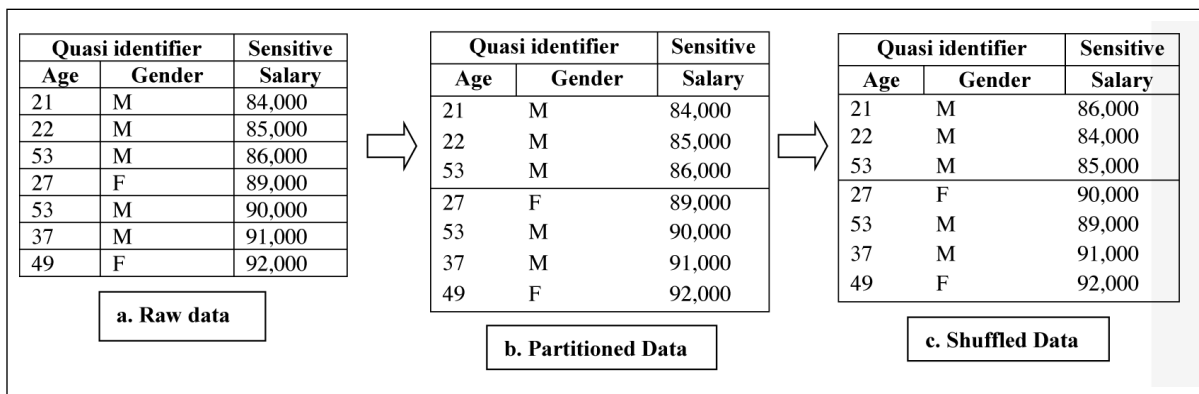 Quasi identifier Sensitive
Age Gender Salary
21 M 84,000
22 M 85,000
53 M 86,000
27 F 89,000
53 M 90,000
37 M 91,000
49 F 92,000
a. Raw data
Quasi identifier Sensitive
Age Gender Salary
21 M 84,000
22 M 85,000
53 M 86,000
27 F 89,000
53 M 90,000
37 M 91,000
49 F 92,000
b. Partitioned Data
Quasi identifier Sensitive
Age Gender Salary
21 M 86,000
22 M 84,000
53 M 85,000
27 F 90,000
53 M 89,000
37 M 91,000
49 F 92,000
c. Shuffled Data